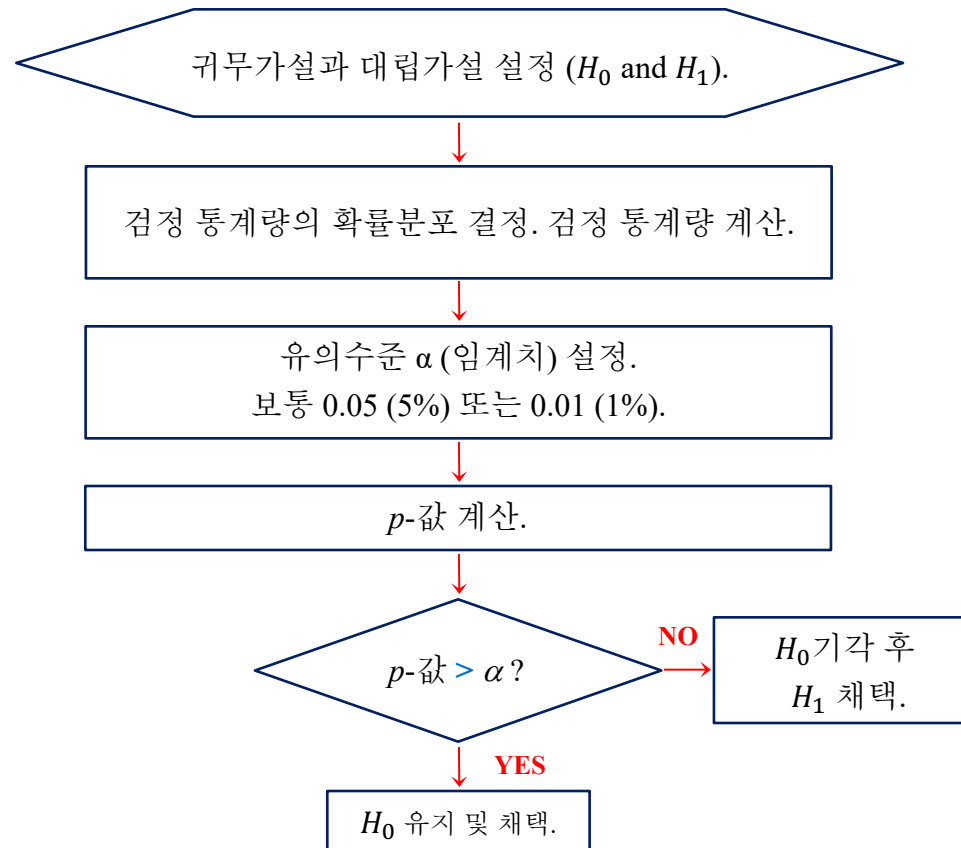 귀무가설과 대립가설 설정 (H₀ and H₁).
검정 통계량의 확률분포 결정. 검정 통계량 계산.
유의수준 α (임계치) 설정.
보통 0.05 (5%) 또는 0.01 (1%).
p-값 계산.
p-값 > α ?
NO
H₀기각 후
H₁ 채택.
YES
H₀ 유지 및 채택.